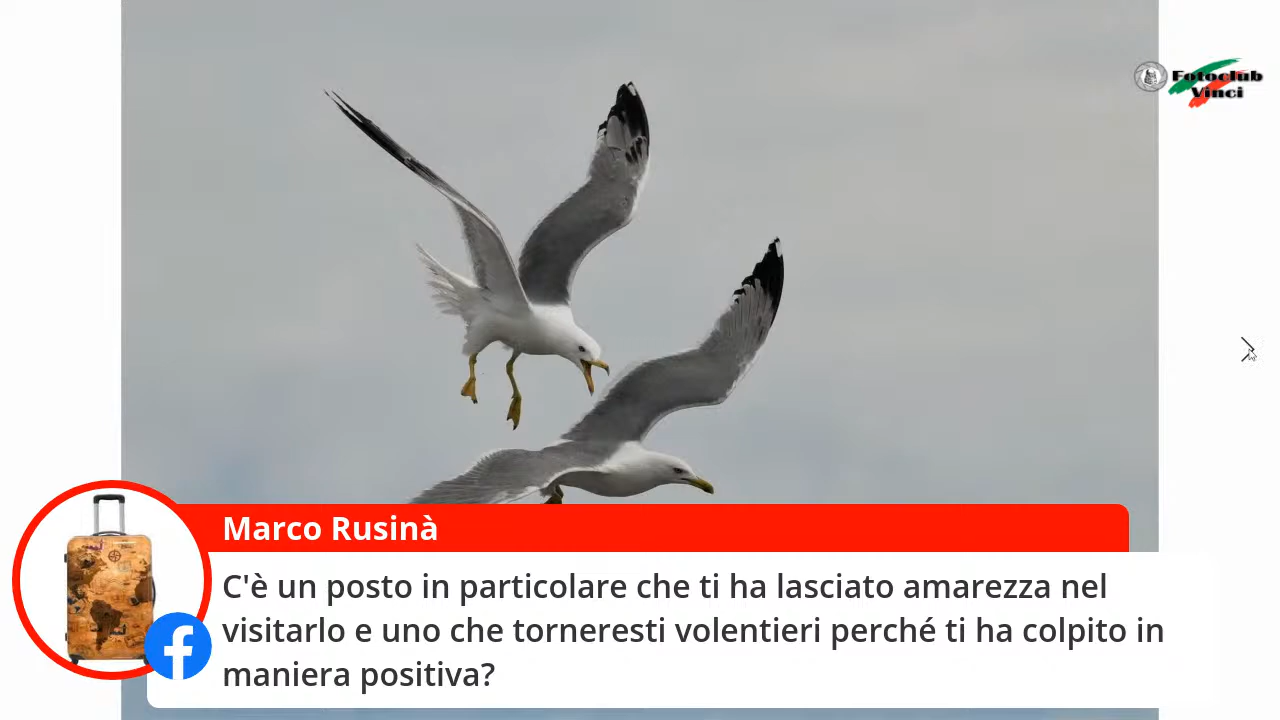 Fotoclub
Vinci
Marco Rusinà
C'è un posto in particolare che ti ha lasciato amarezza nel
visitarlo e uno che torneresti volentieri perché ti ha colpito in
maniera positiva?